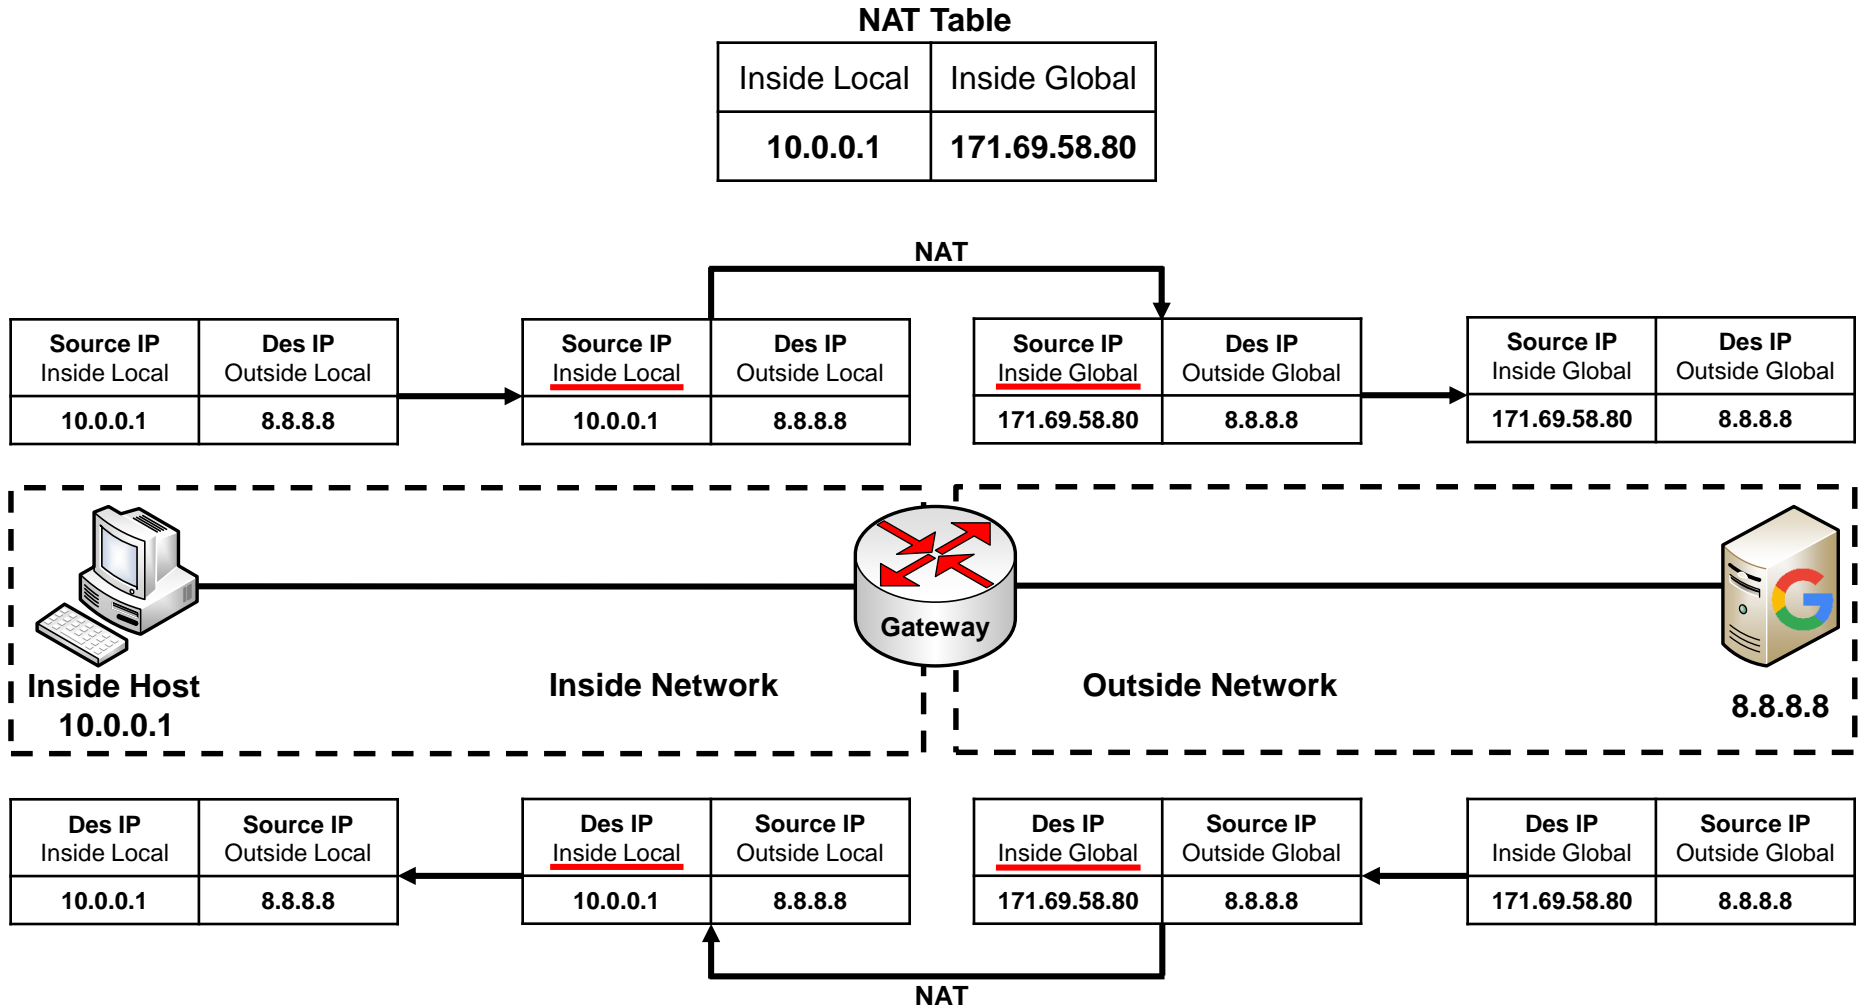 NAT Table
Inside Local Inside Global
10.0.0.1 171.69.58.80
NAT
Source IP Des IP Source IP Des IP Source IP Des IP Source IP Des IP
Inside Local Outside Local Inside Local Outside Local Inside Global Outside Global Inside Global Outside Global
10.0.0.1 8.8.8.8 10.0.0.1 8.8.8.8 171.69.58.80 8.8.8.8 171.69.58.80 8.8.8.8
Gateway
Inside Host Inside Network Outside Network
10.0.0.1 8.8.8.8
Des IP Source IP Des IP Source IP Des IP Source IP Des IP Source IP
Inside Local Outside Local Inside Local Outside Local Inside Global Outside Global Inside Global Outside Global
10.0.0.1 8.8.8.8 10.0.0.1 8.8.8.8 171.69.58.80 8.8.8.8 171.69.58.80 8.8.8.8
NAT